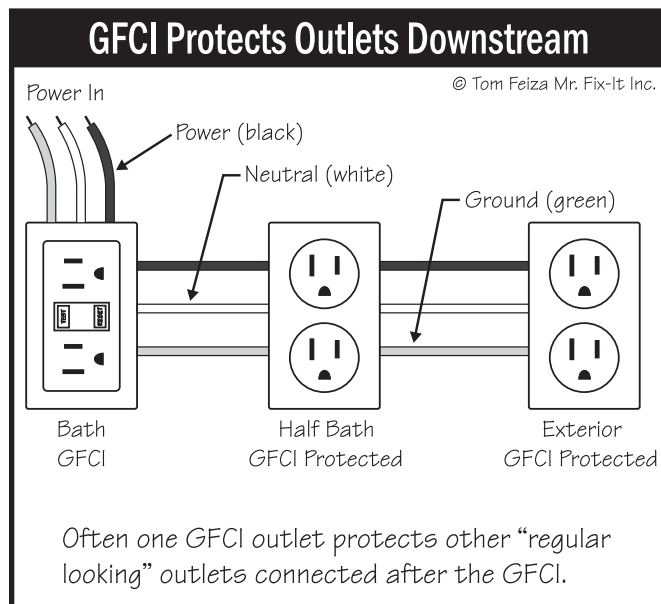 GFCI Protects Outlets Downstream
© Tom Feiza Mr. Fix-It Inc.
Power In
Power (black)
Neutral (white)
Ground (green)
TEST
RESET
Bath
GFCI
Half Bath
GFCI Protected
Exterior
GFCI Protected
Often one GFCI outlet protects other “regular
looking” outlets connected after the GFCI.